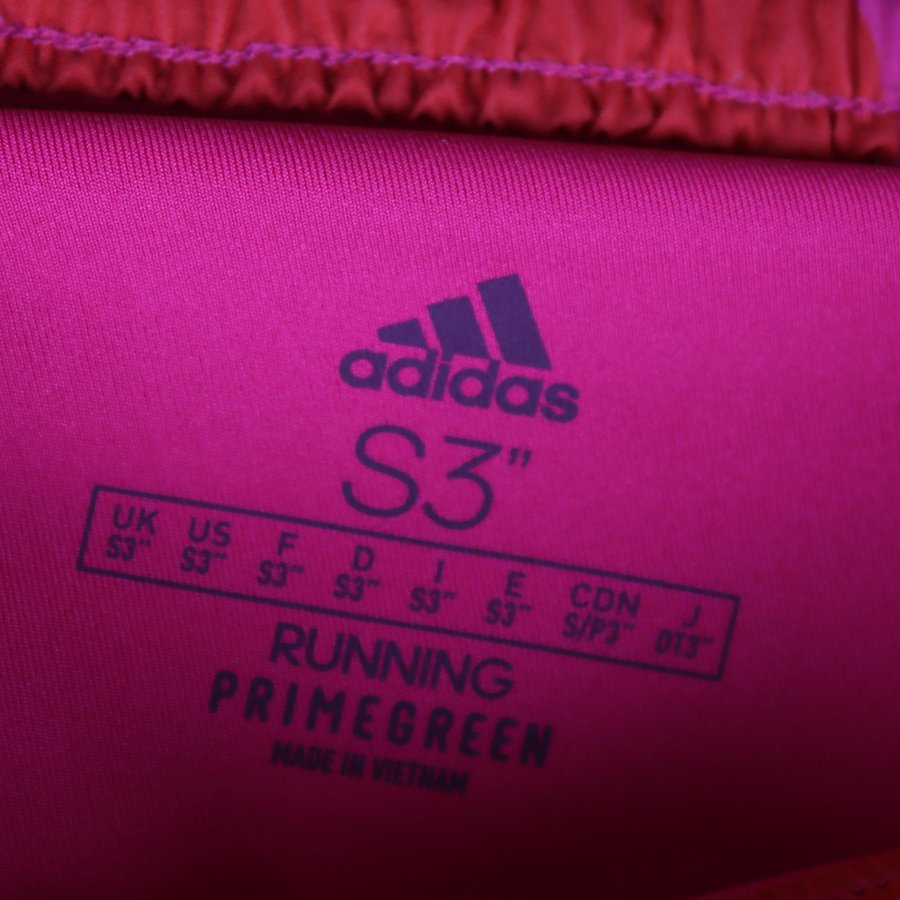 adidas
S3"
UK US F D I E CDN J
S3" S3" S3" S3" S3" S3" S/P3" OT3"
RUNNING
PRIMEGREEN
MADE IN VIETNAM